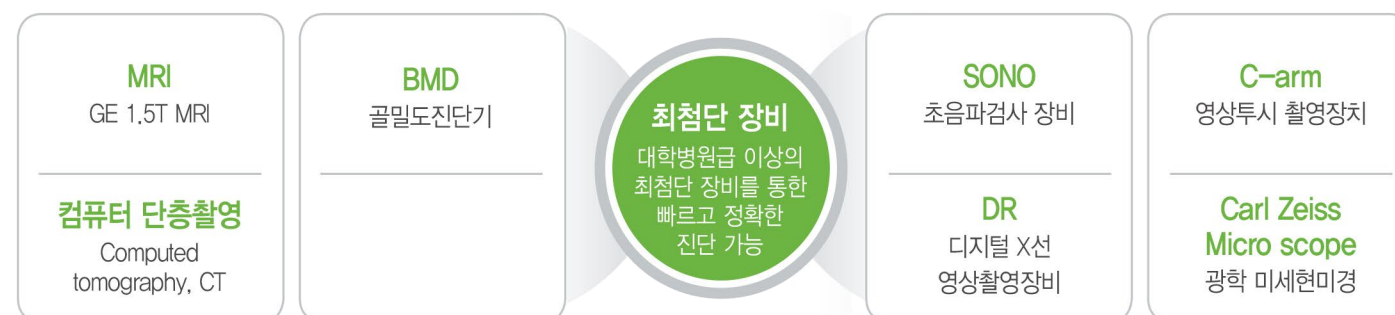 MRI
GE 1.5T MRI
컴퓨터 단층촬영
Computed
tomography, CT
BMD
골밀도진단기
최첨단 장비
대학병원급 이상의
최첨단 장비를 통한
빠르고 정확한
진단 가능
SONO
초음파검사 장비
DR
디지털 X선
영상촬영장비
C-arm
영상투시 촬영장치
Carl Zeiss
Micro scope
광학 미세현미경